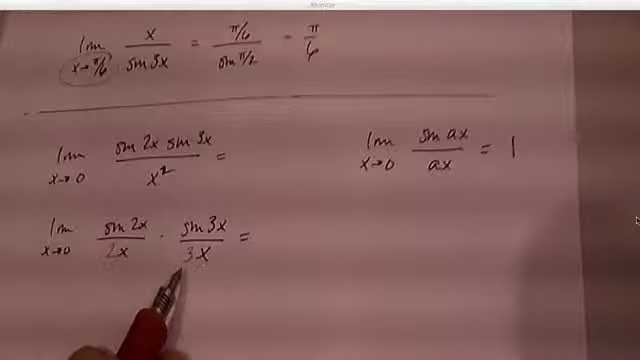 Monitor
lim x→π/6 x / sin 3x = π/6 / sin π/2 = π/6
lim x→0 sin 2x sin 3x / x² =
lim x→0 sin ax / ax = 1
lim x→0 sin 2x / 2x · sin 3x / 3x =